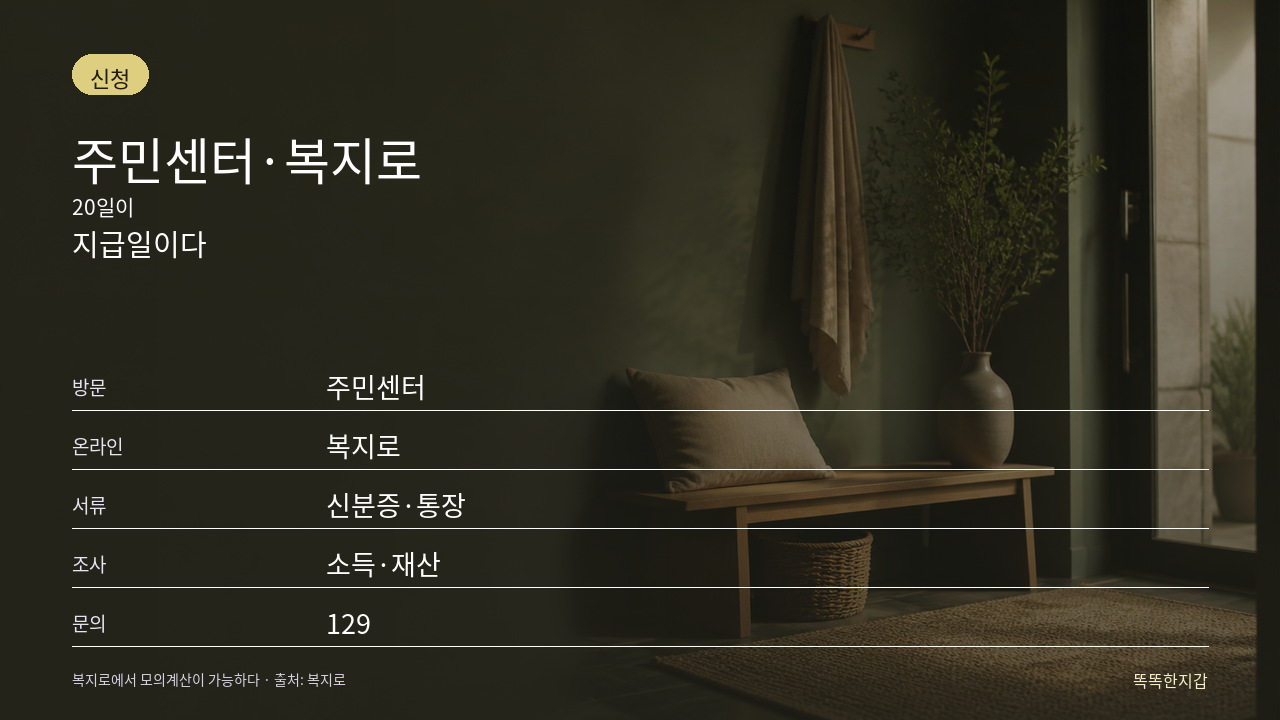 신청
주민센터·복지로
20일이
지급일이다
방문 주민센터
온라인 복지로
서류 신분증·통장
조사 소득·재산
문의 129
복지로에서 모의계산이 가능하다 · 출처: 복지로
똑똑한지갑